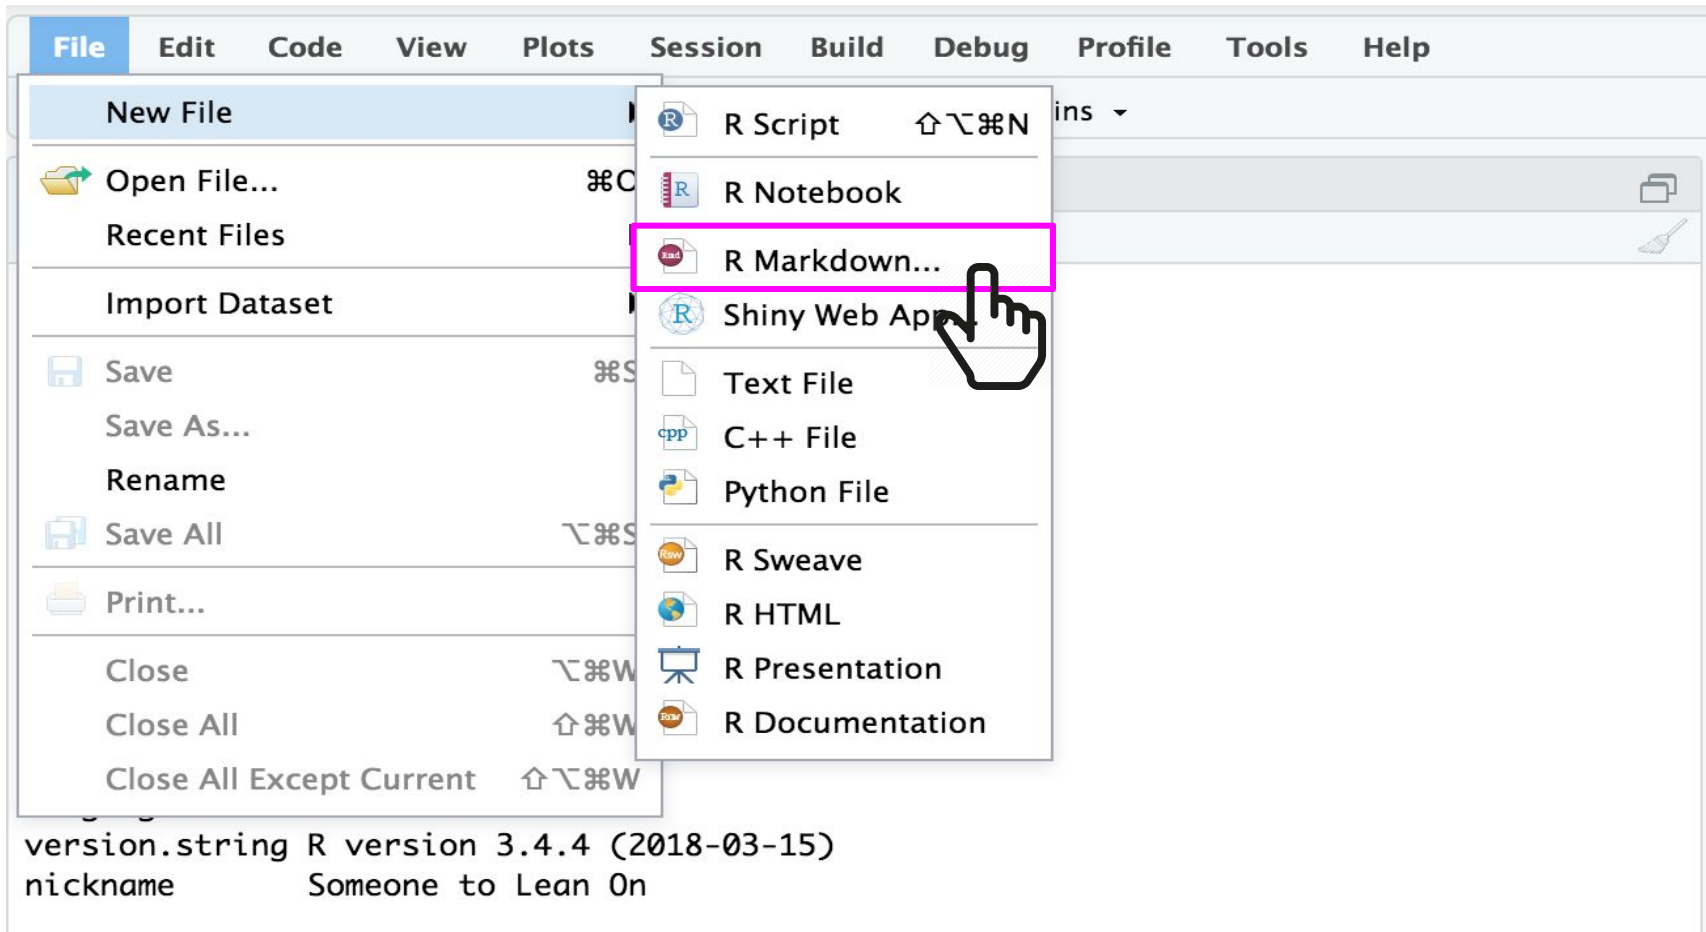 File Edit Code View Plots Session Build Debug Profile Tools Help
New File
Open File... ⌘O
Recent Files
Import Dataset
Save ⌘S
Save As...
Rename
Save All ⌥⌘S
Print...
Close ⌥⌘W
Close All ⇧⌘W
Close All Except Current ⇧⌥⌘W
R Script ⇧⌥⌘N
R Notebook
R Markdown...
Shiny Web App...
Text File
C++ File
Python File
R Sweave
R HTML
R Presentation
R Documentation
ins
R
R
Rmd
R
cpp
Rsw
version.string R version 3.4.4 (2018-03-15)
nickname Someone to Lean On